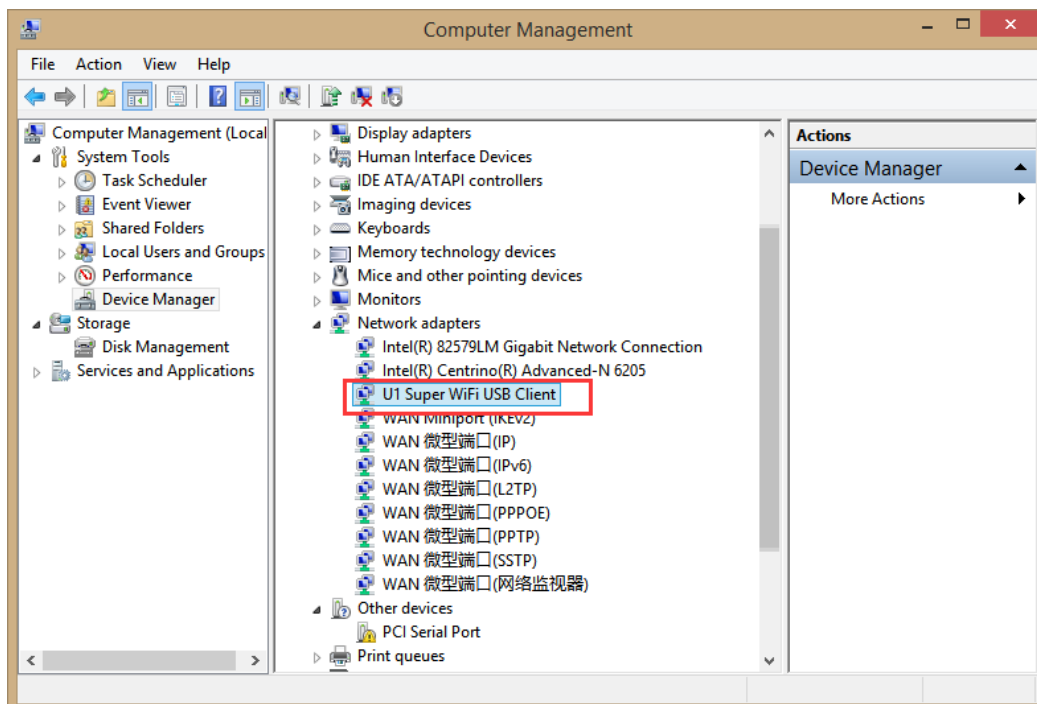 Computer Management
File Action View Help
Computer Management (Local
System Tools
Task Scheduler
Event Viewer
Shared Folders
Local Users and Groups
Performance
Device Manager
Storage
Disk Management
Services and Applications
Display adapters
Human Interface Devices
IDE ATA/ATAPI controllers
Imaging devices
Keyboards
Memory technology devices
Mice and other pointing devices
Monitors
Network adapters
Intel(R) 82579LM Gigabit Network Connection
Intel(R) Centrino(R) Advanced-N 6205
U1 Super WiFi USB Client
WAN Miniport (IKEv2)
WAN 微型端口(IP)
WAN 微型端口(IPv6)
WAN 微型端口(L2TP)
WAN 微型端口(PPPOE)
WAN 微型端口(PPTP)
WAN 微型端口(SSTP)
WAN 微型端口(网络监视器)
Other devices
PCI Serial Port
Print queues
Actions
Device Manager
More Actions